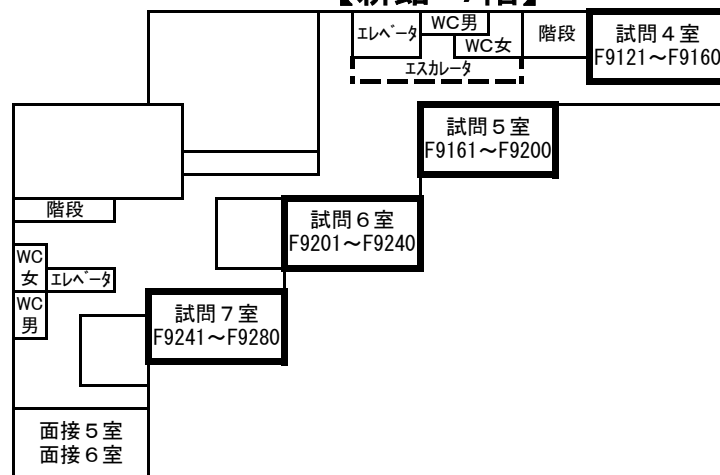 エレベータ
WC男
WC女
階段
試問４室
F9121～F9160
エスカレータ
試問５室
F9161～F9200
階段
試問６室
F9201～F9240
WC
女
エレベータ
WC
男
試問７室
F9241～F9280
面接５室
面接６室